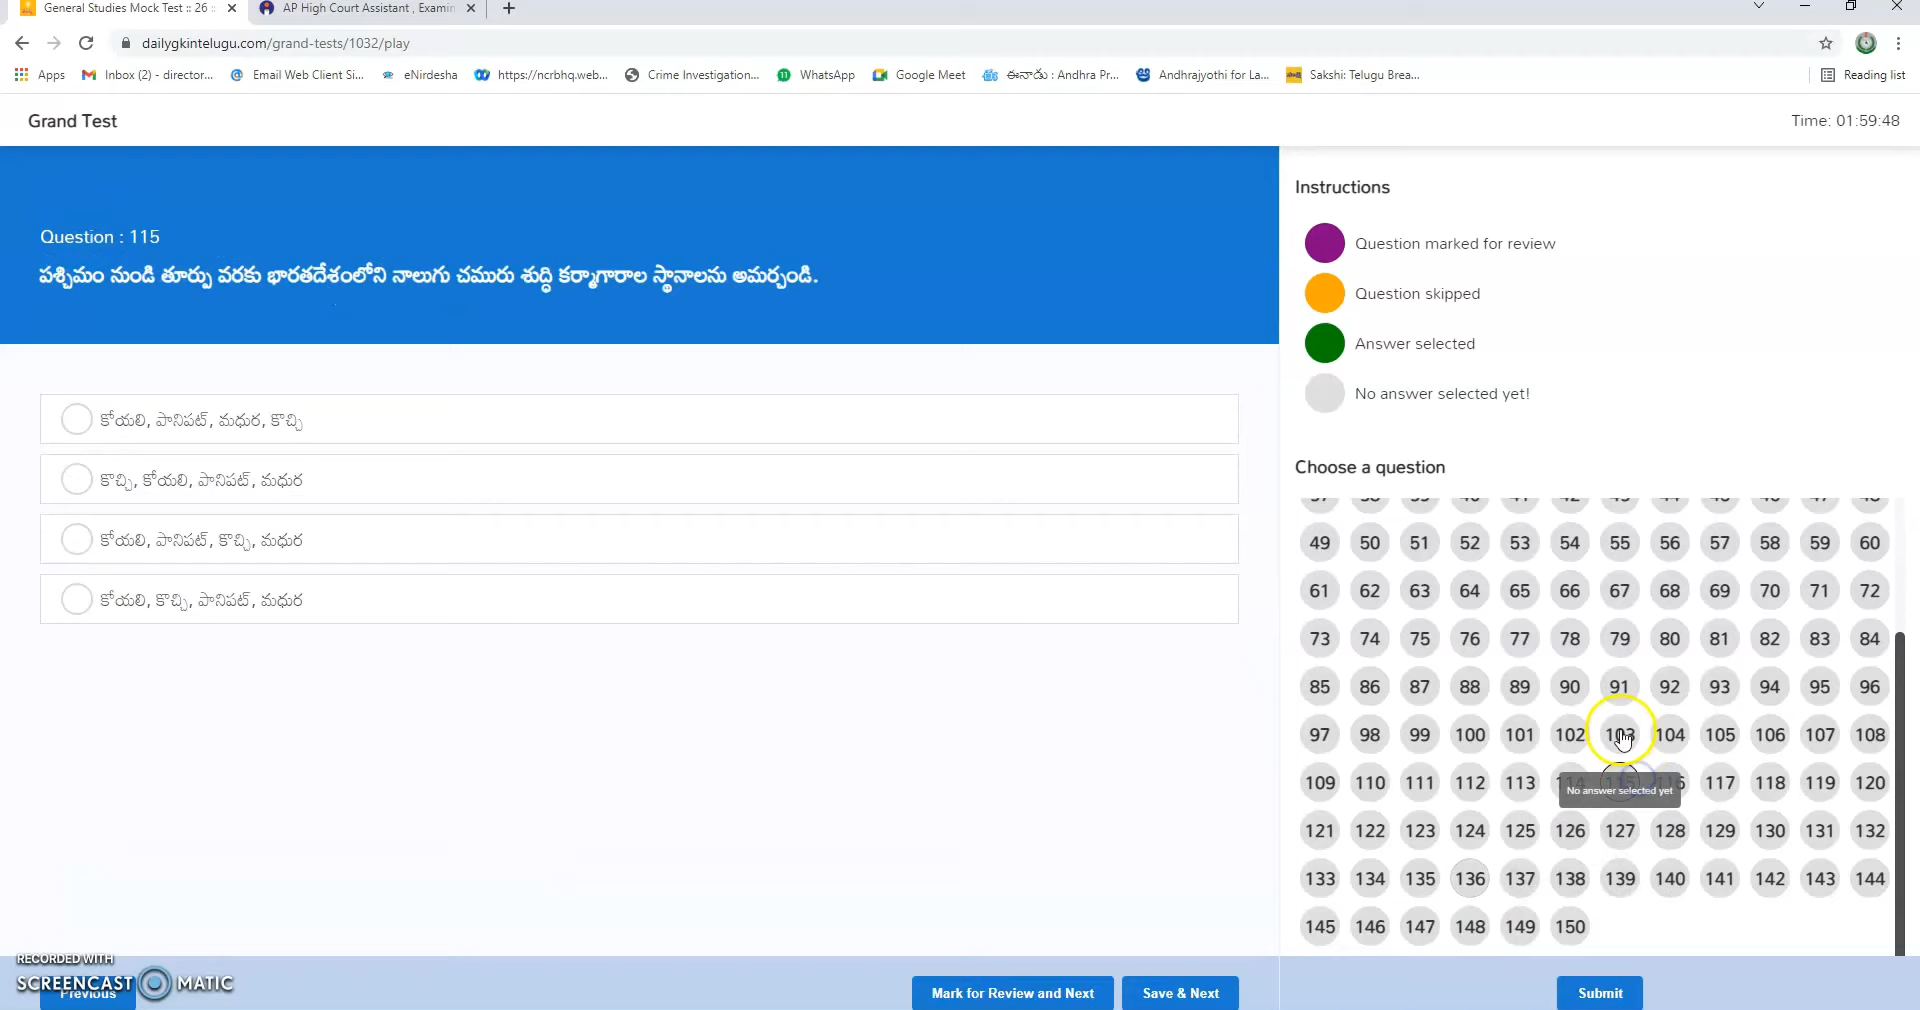 General Studies Mock Test :: 26 :
AP High Court Assistant , Examin
dailygkintelugu.com/grand-tests/1032/play
Apps
Inbox (2) - director...
Email Web Client Si...
eNirdesha
https://ncrbhq.web...
Crime Investigation...
WhatsApp
Google Meet
ఈనాడు : Andhra Pr...
Andhrajyothi for La...
Sakshi: Telugu Brea...
Reading list
Grand Test
Time: 01:59:48
Question : 115
పశ్చిమం నుండి తూర్పు వరకు భారతదేశంలోని నాలుగు చమురు శుద్ధి కర్మాగారాల స్థానాలను అమర్చండి.
కోయలి, పానిపట్, మధుర, కొచ్చి
కొచ్చి, కోయలి, పానిపట్, మధుర
కోయలి, పానిపట్, కొచ్చి, మధుర
కోయలి, కొచ్చి, పానిపట్, మధుర
Instructions
Question marked for review
Question skipped
Answer selected
No answer selected yet!
Choose a question
49 50 51 52 53 54 55 56 57 58 59 60
61 62 63 64 65 66 67 68 69 70 71 72
73 74 75 76 77 78 79 80 81 82 83 84
85 86 87 88 89 90 91 92 93 94 95 96
97 98 99 100 101 102 103 104 105 106 107 108
109 110 111 112 113 114 115 116 117 118 119 120
No answer selected yet
121 122 123 124 125 126 127 128 129 130 131 132
133 134 135 136 137 138 139 140 141 142 143 144
145 146 147 148 149 150
RECORDED WITH
SCREENCAST MATIC
Previous
Mark for Review and Next
Save & Next
Submit